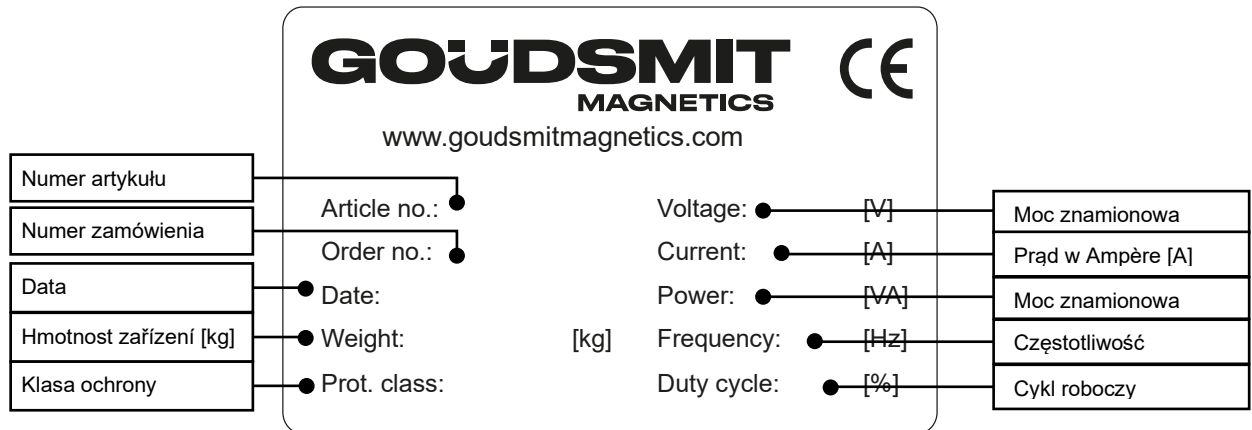 GOUDSMIT
MAGNETICS
CE
www.goudsmitmagnetics.com
Numer artykułu
Numer zamówienia
Data
Hmotnost zařízení [kg]
Klasa ochrony
Article no.:
Order no.:
Date:
Weight: [kg]
Prot. class:
Voltage: [V]
Current: [A]
Power: [VA]
Frequency: [Hz]
Duty cycle: [%]
Moc znamionowa
Prąd w Ampère [A]
Moc znamionowa
Częstotliwość
Cykl roboczy